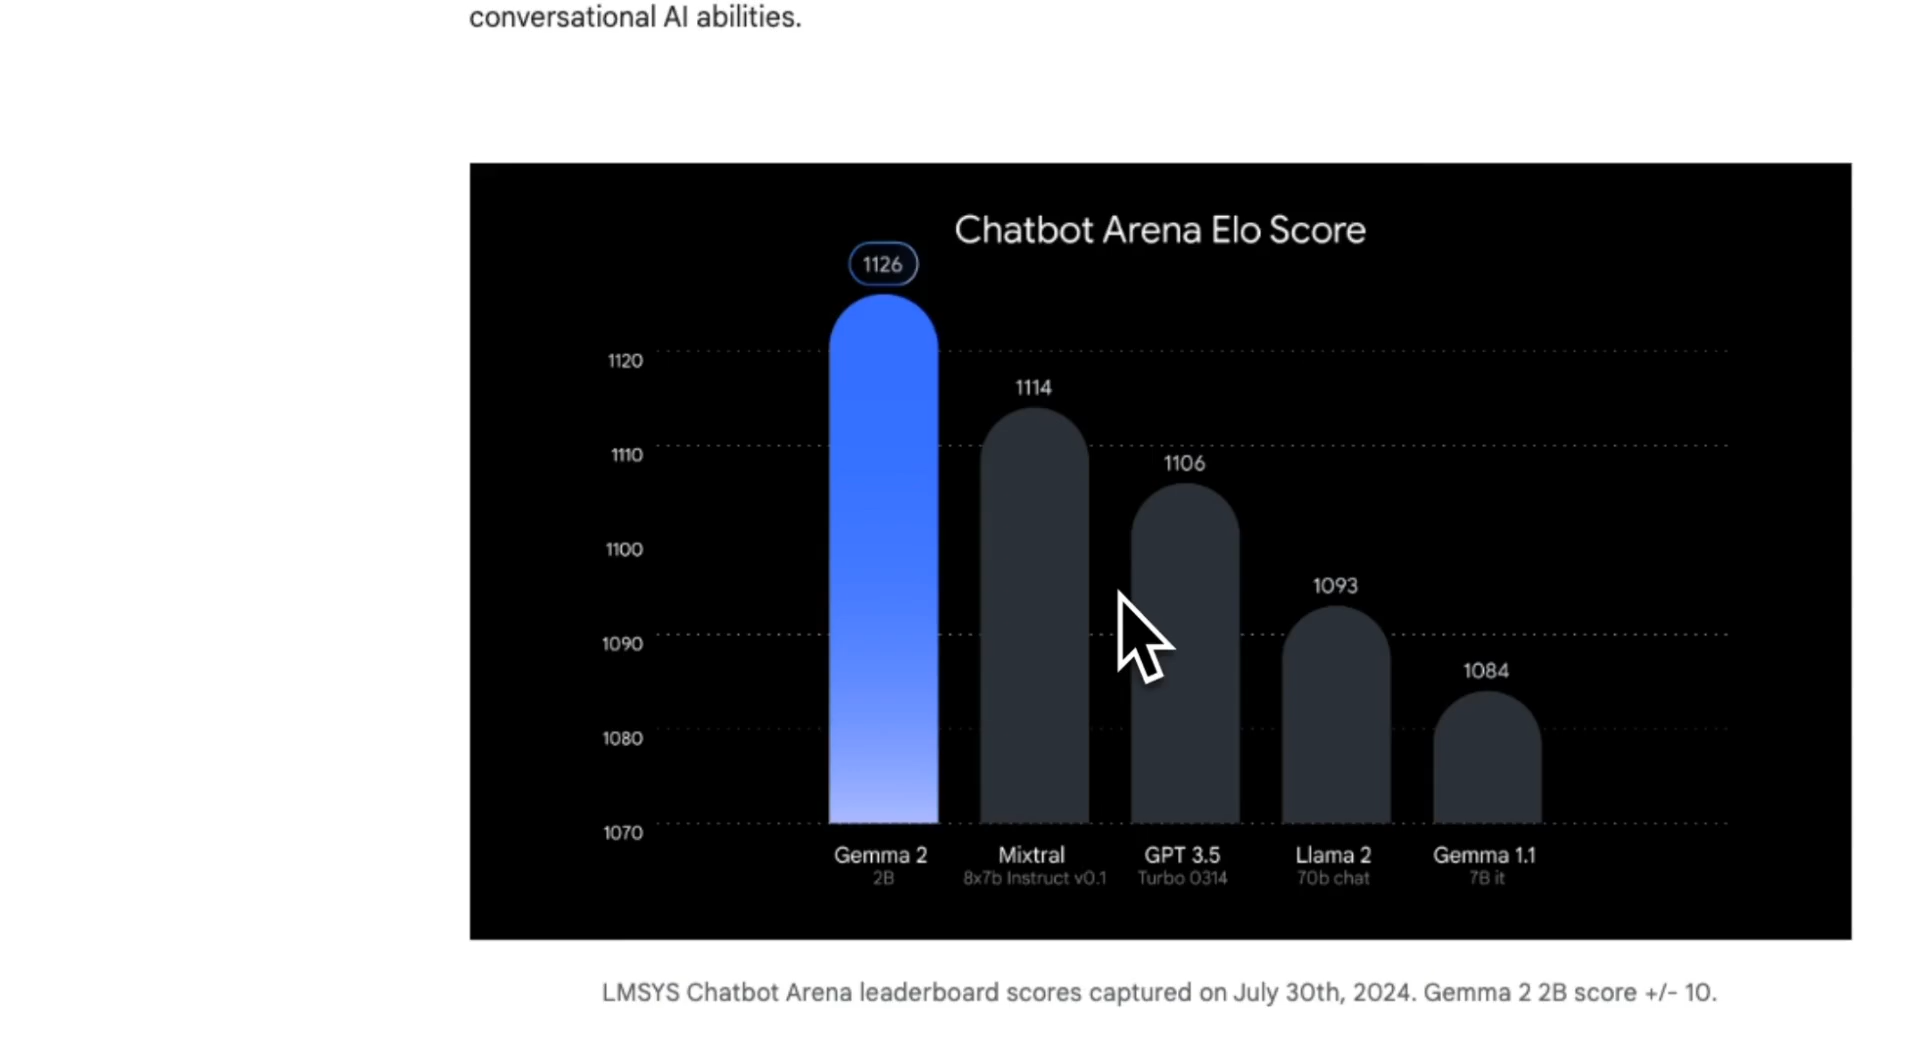 conversational AI abilities.
Chatbot Arena Elo Score
1126
1120
1114
1110
1106
1100
1093
1090
1084
1080
1070
Gemma 2 Mixtral GPT 3.5 Llama 2 Gemma 1.1
2B 8x7b Instruct v0.1 Turbo 0314 70b chat 7B it
LMSYS Chatbot Arena leaderboard scores captured on July 30th, 2024. Gemma 2 2B score +/- 10.